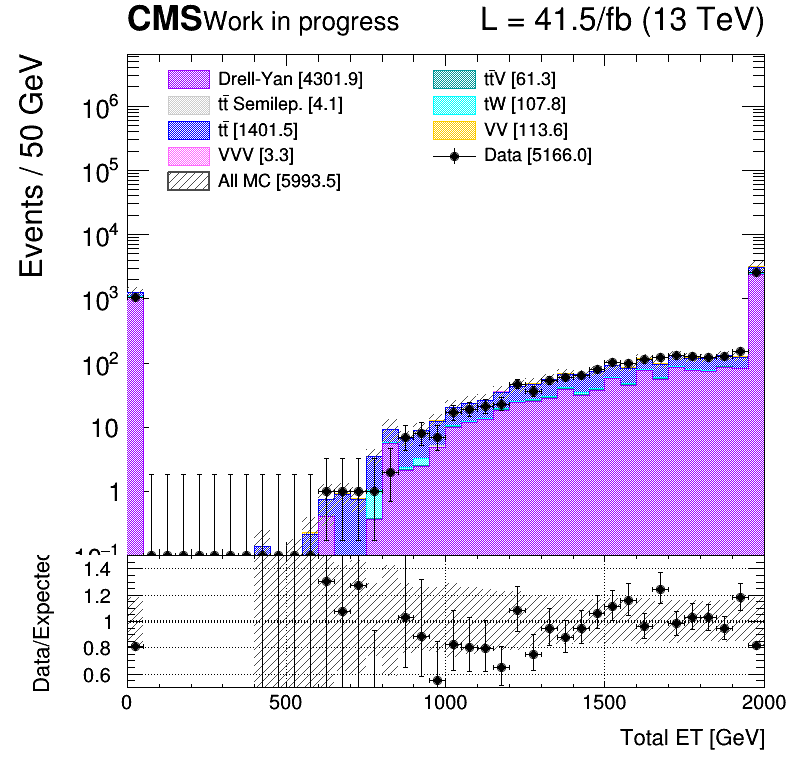 CMS Work in progress L = 41.5/fb (13 TeV)
Events / 50 GeV
Drell-Yan [4301.9]
tt̄ Semilep. [4.1]
tt̄ [1401.5]
VVV [3.3]
All MC [5993.5]
tt̄V [61.3]
tW [107.8]
VV [113.6]
Data [5166.0]
10⁶
10⁵
10⁴
10³
10²
10
1
10⁻¹
Data/Expected
1.4
1.2
1
0.8
0.6
0 500 1000 1500 2000
Total ET [GeV]